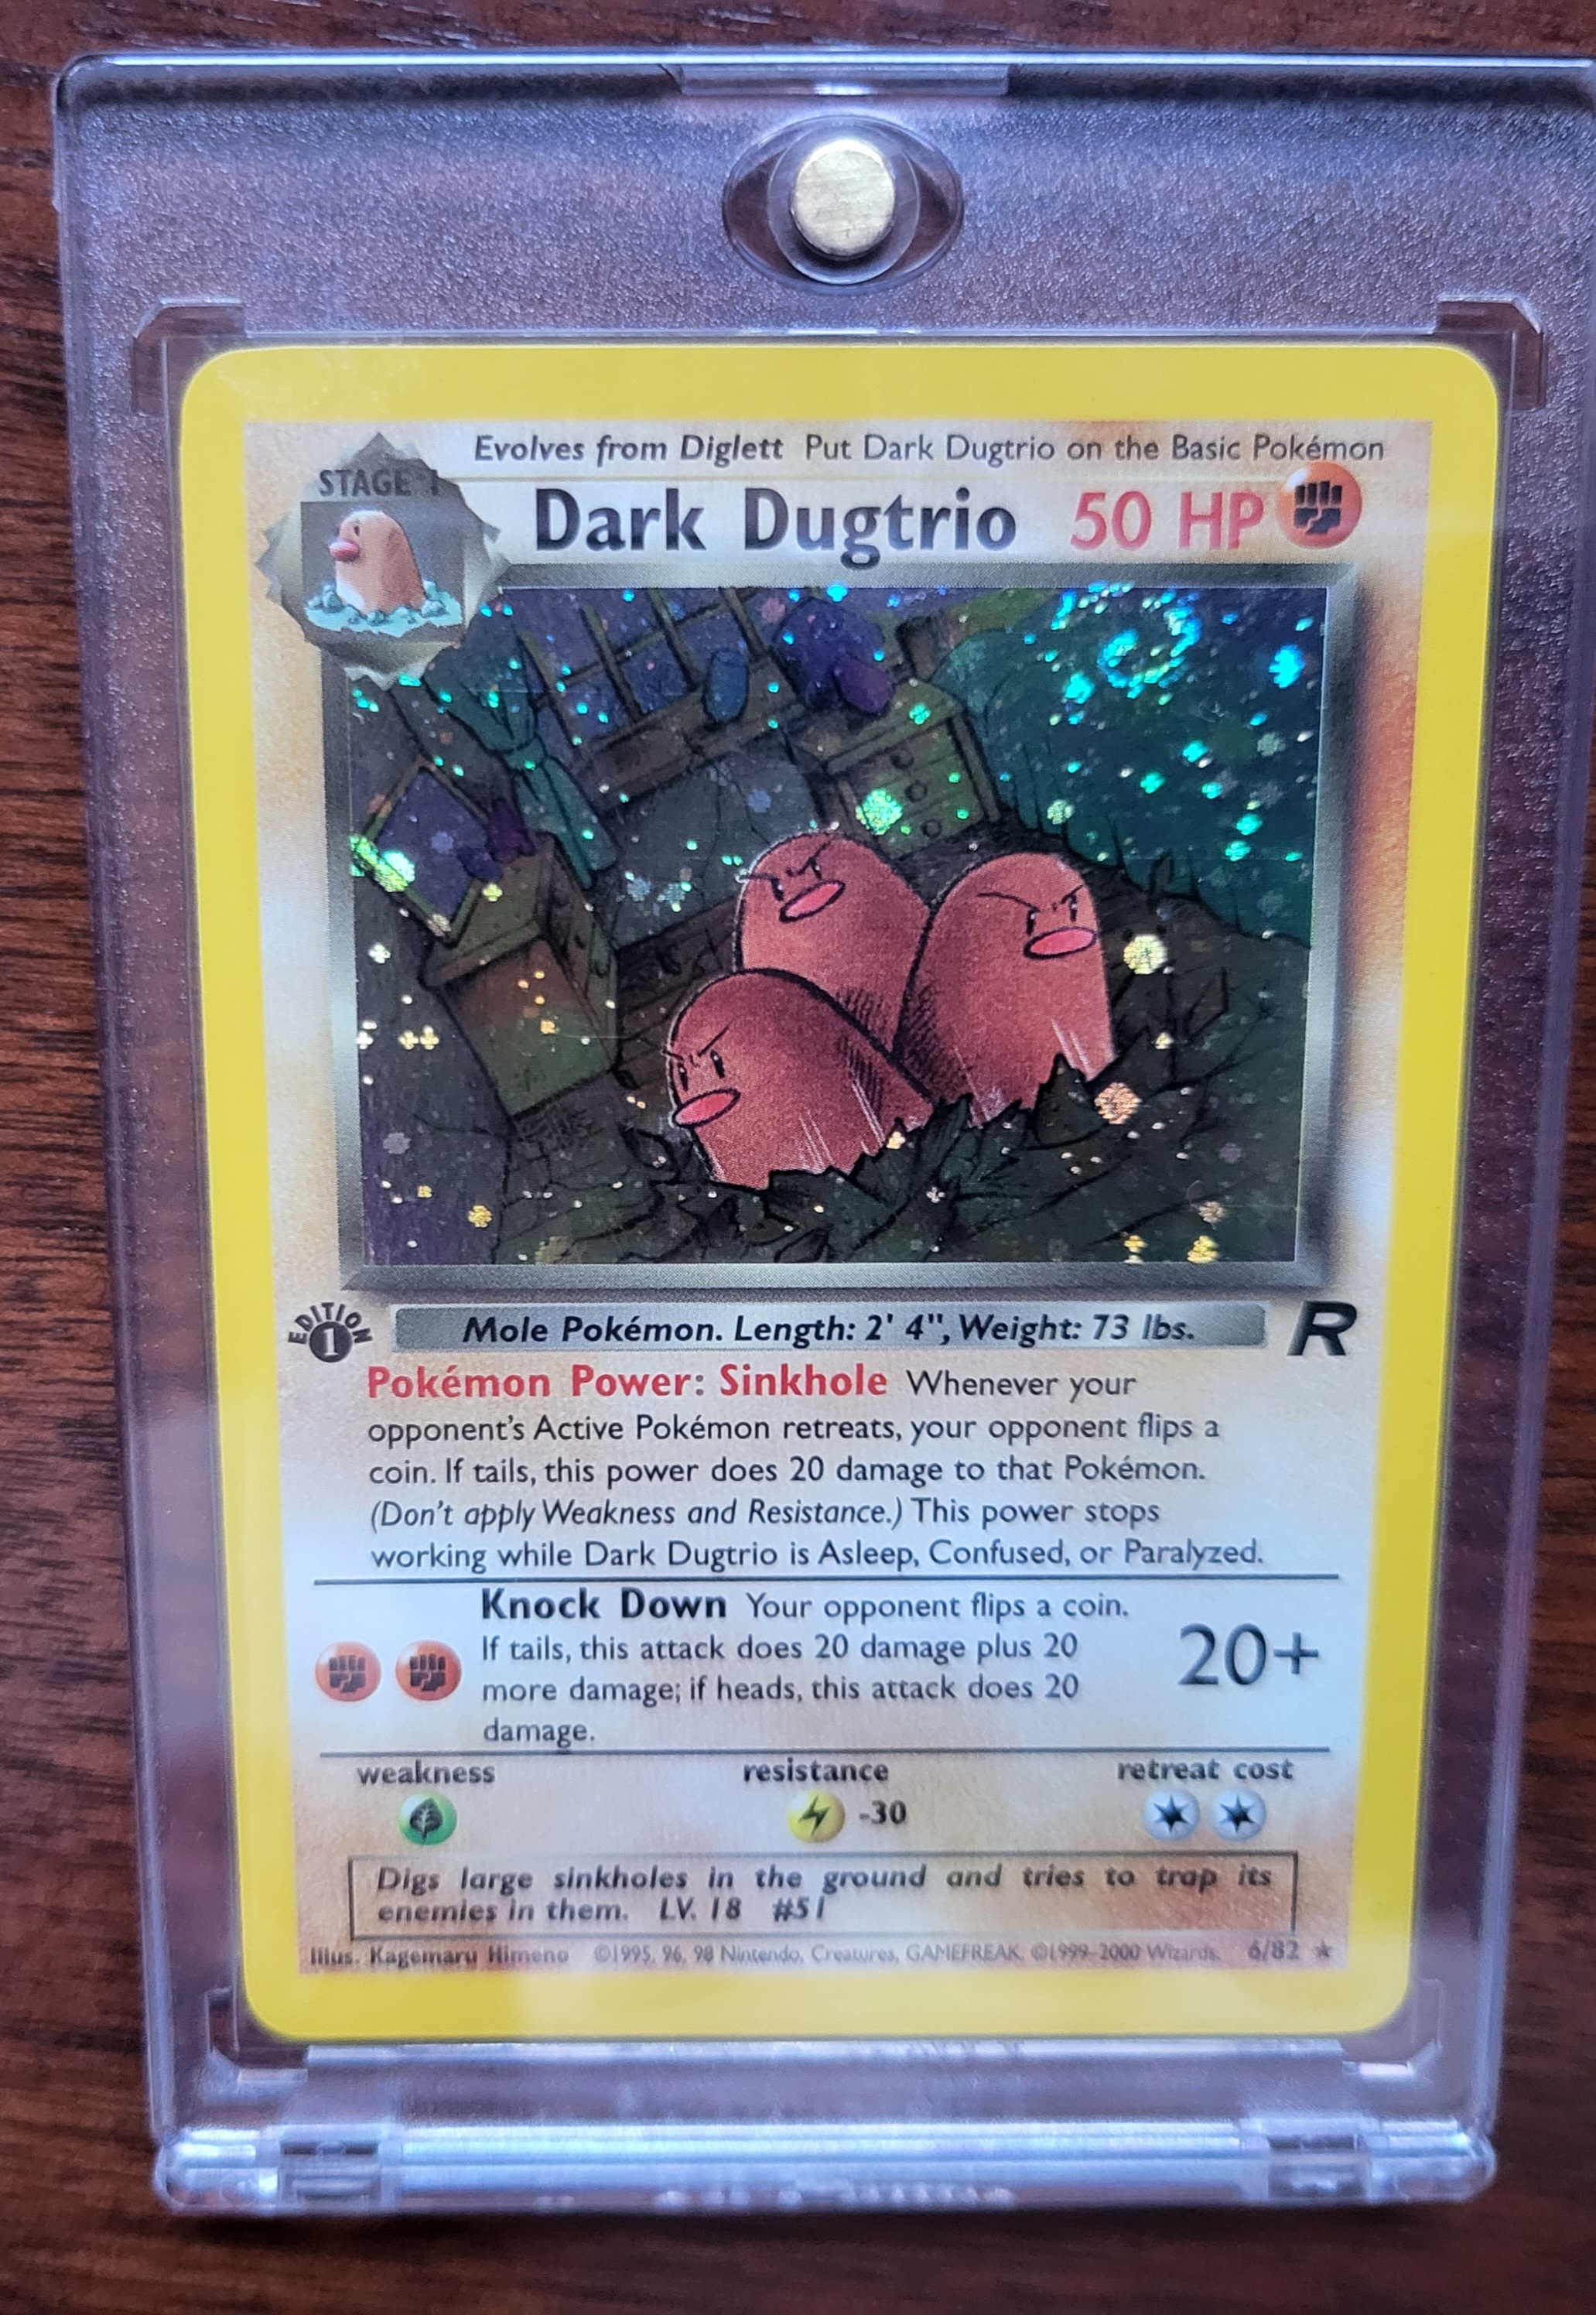 Evolves from Diglett Put Dark Dugtrio on the Basic Pokémon
STAGE 1
Dark Dugtrio 50 HP
EDITION
1
Mole Pokémon. Length: 2' 4", Weight: 73 lbs.
R
Pokémon Power: Sinkhole Whenever your
opponent's Active Pokémon retreats, your opponent flips a
coin. If tails, this power does 20 damage to that Pokémon.
(Don't apply Weakness and Resistance.) This power stops
working while Dark Dugtrio is Asleep, Confused, or Paralyzed.
Knock Down Your opponent flips a coin.
If tails, this attack does 20 damage plus 20
more damage; if heads, this attack does 20
damage.
20+
weakness resistance retreat cost
-30
Digs large sinkholes in the ground and tries to trap its
enemies in them. LV. 18 #51
Illus. Kagemaru Himeno ©1995, 96, 98 Nintendo, Creatures, GAMEFREAK. ©1999-2000 Wizards. 6/82 ★